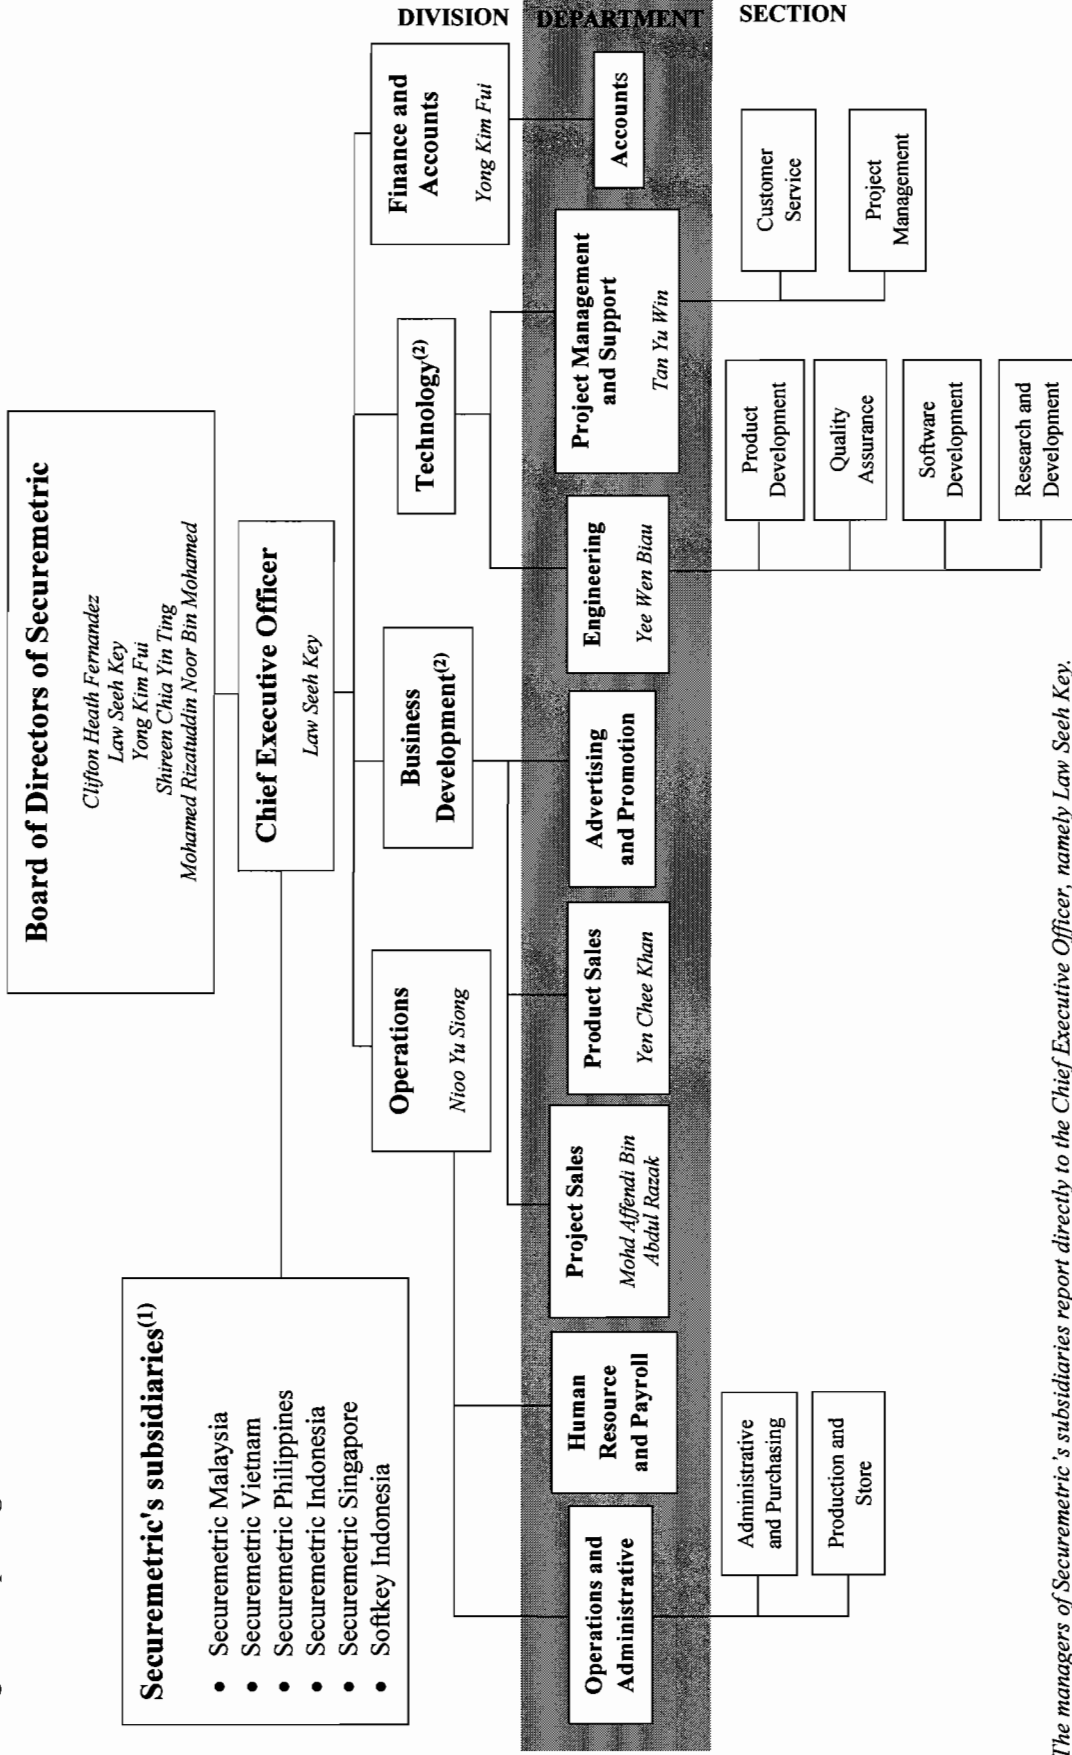 Board of Directors of Securemetric
Clifton Heath Fernandez
Law Seeh Key
Yong Kim Fui
Shireen Chia Yin Ting
Mohamed Rizatuddin Noor Bin Mohamed
Chief Executive Officer
Law Seeh Key
Securemetric's subsidiaries(1)
• Securemetric Malaysia
• Securemetric Vietnam
• Securemetric Philippines
• Securemetric Indonesia
• Securemetric Singapore
• Softkey Indonesia
DIVISION
Operations
Nioo Yu Siong
Business
Development(2)
Technology(2)
Finance and
Accounts
Yong Kim Fui
DEPARTMENT
Operations and
Administrative
Human
Resource
and Payroll
Project Sales
Mohd Affendi Bin
Abdul Razak
Product Sales
Yen Chee Khan
Advertising
and Promotion
Engineering
Yee Wen Biau
Project Management
and Support
Tan Yu Win
Accounts
SECTION
Administrative
and Purchasing
Production and
Store
Product
Development
Quality
Assurance
Software
Development
Research and
Development
Customer
Service
Project
Management
The managers of Securemetric's subsidiaries report directly to the Chief Executive Officer, namely Law Seeh Key.